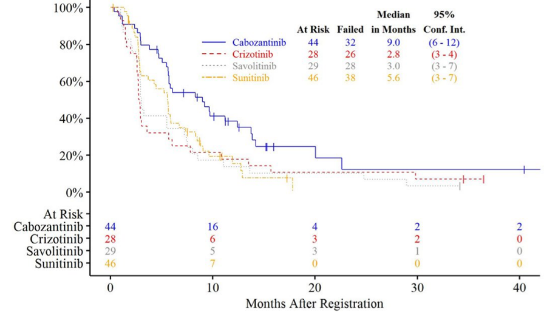 100%
80%
60%
40%
20%
0%
Median 95%
At Risk Failed in Months Conf. Int.
Cabozantinib 44 32 9.0 (6 - 12)
Crizotinib 28 26 2.8 (3 - 4)
Savolitinib 29 28 3.0 (3 - 7)
Sunitinib 46 38 5.6 (3 - 7)
At Risk
Cabozantinib 44 16 4 2 2
Crizotinib 28 6 3 2 0
Savolitinib 29 5 3 1 0
Sunitinib 46 7 0 0 0
0 10 20 30 40
Months After Registration